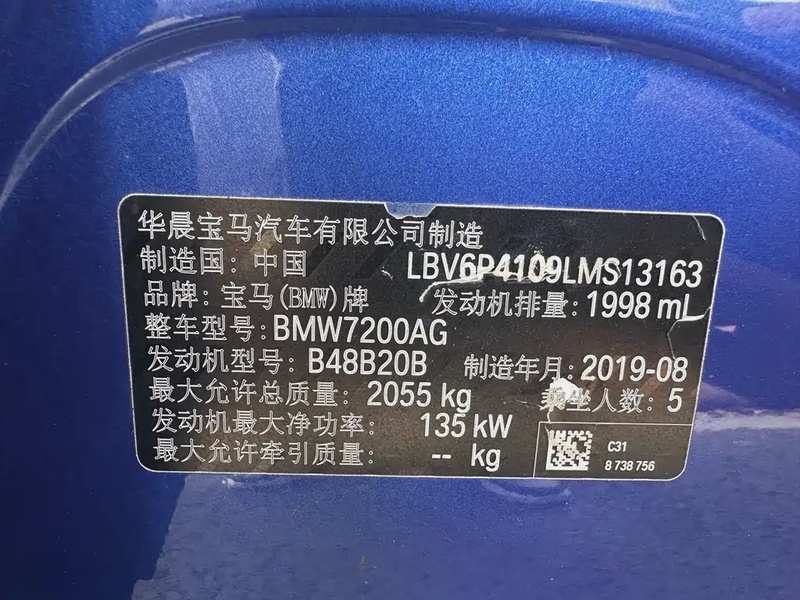 华晨宝马汽车有限公司制造
制造国: 中国 LBV6P4109LMS13163
品牌: 宝马(BMW)牌 发动机排量: 1998 mL
整车型号: BMW7200AG
发动机型号: B48B20B 制造年月: 2019-08
最大允许总质量: 2055 kg 乘坐人数: 5
发动机最大净功率: 135 kW
最大允许牵引质量: -- kg
C31
8 738 756